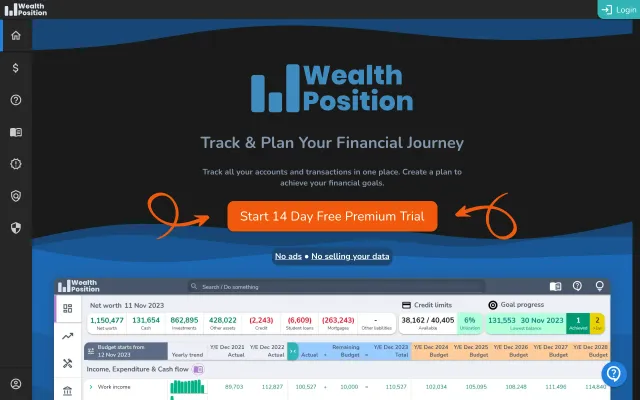 Wealth
Position
Login
Wealth
Position
Track & Plan Your Financial Journey
Track all your accounts and transactions in one place. Create a plan to
achieve your financial goals.
Start 14 Day Free Premium Trial
No ads • No selling your data
Wealth
Position
Search / Do something
Net worth 11 Nov 2023
Credit limits
Goal progress
1,150,477 131,654 862,895 428,022 (2,243) (6,609) (263,243) -
Net worth Cash Investments Other assets Credit Student loans Mortgages Other liabilities
38,162 / 40,405 6%
Available Utilisation
131,553 30 Nov 2023 1 2
Lowest balance Achieved
Budget starts from
12 Nov 2023
Yearly trend
Y/E Dec 2021
Actual
Y/E Dec 2022
Actual
Actual
Remaining
Budget
Y/E Dec 2023
Total
Y/E Dec 2024
Budget
Y/E Dec 2025
Budget
Y/E Dec 2026
Budget
Y/E Dec 2027
Budget
Y/E Dec 2028
Budget
Income, Expenditure & Cash flow
Work income 89,703 112,827 100,527 + 10,000 = 110,527 102,034 105,095 108,248 111,496 114,840